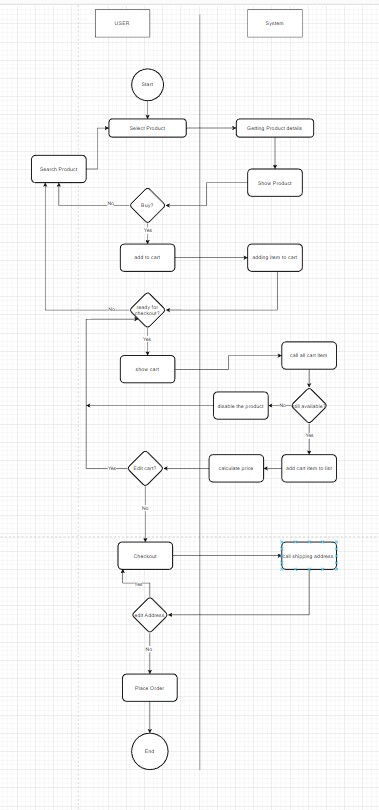 USER
System
Start
Select Product
Getting Product details
Search Product
Show Product
Buy?
No
Yes
add to cart
adding item to cart
ready for
checkout?
No
Yes
show cart
call all cart item
disable the product
No
still available?
Yes
Edit cart?
Yes
calculate price
add cart item to list
No
Checkout
call shipping address
Yes
edit Address
No
Place Order
End